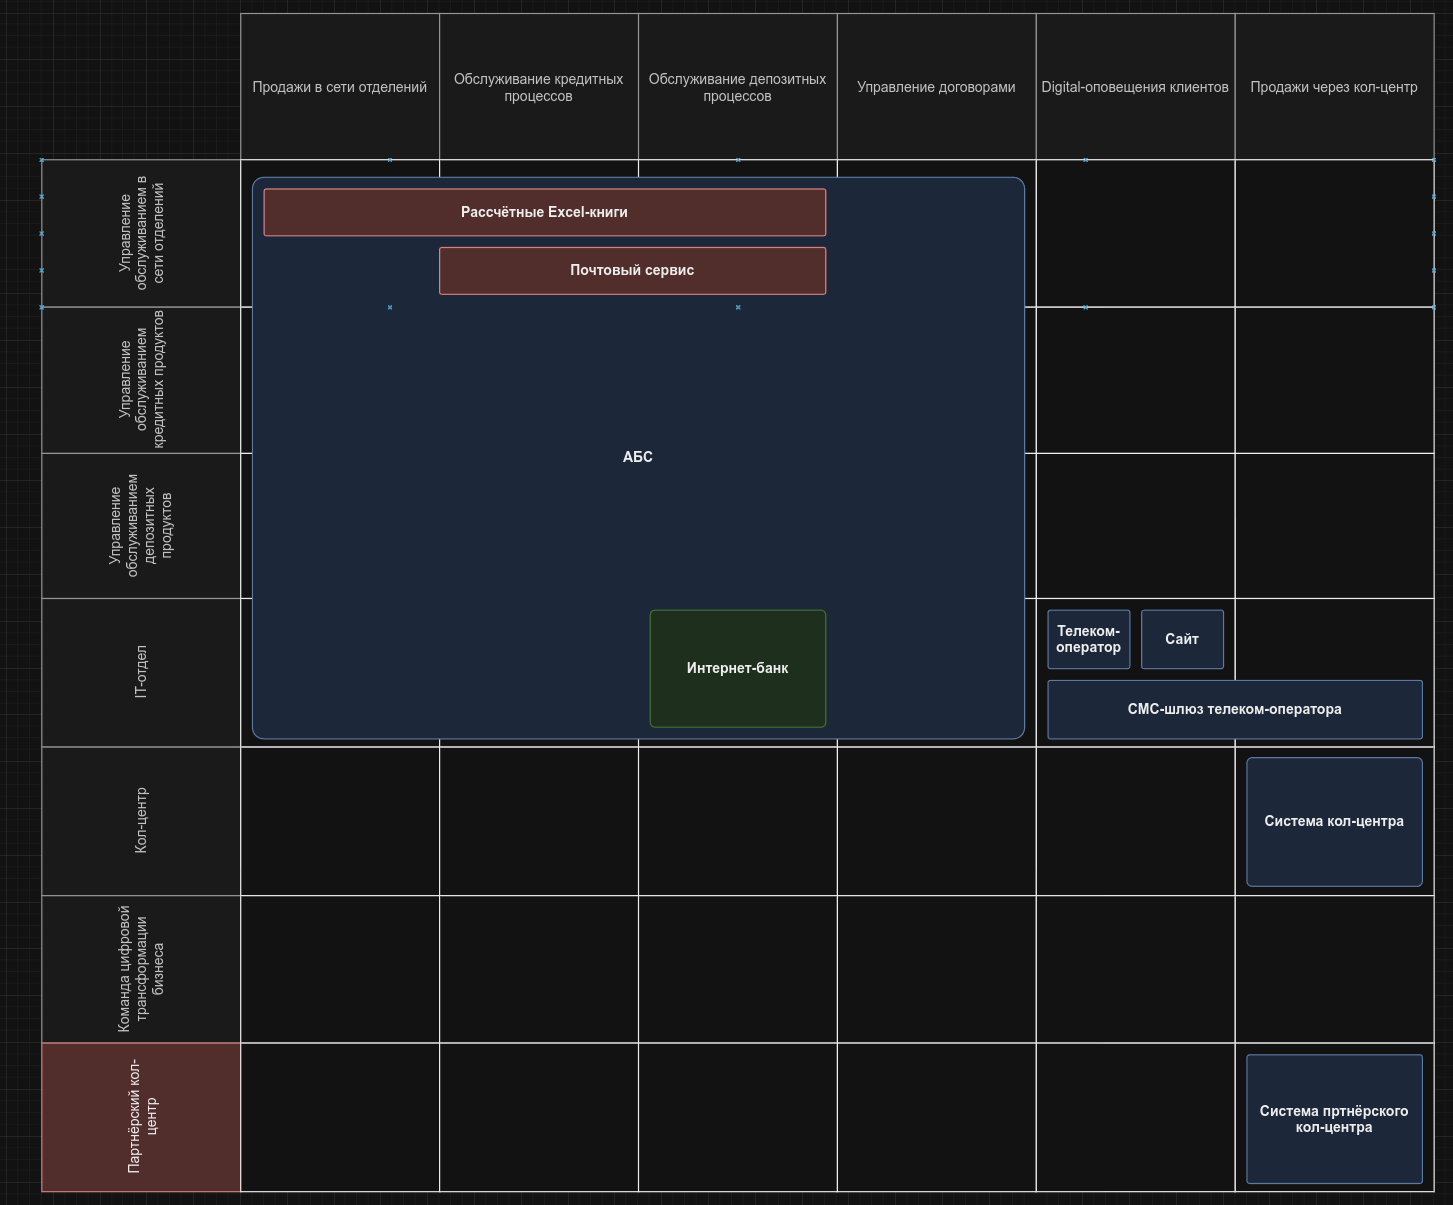 Продажи в сети отделений
Обслуживание кредитных
процессов
Обслуживание депозитных
процессов
Управление договорами
Digital-оповещения клиентов
Продажи через кол-центр
Управление
обслуживанием в
сети отделений
Рассчётные Excel-книги
Почтовый сервис
Управление
обслуживанием
кредитных продуктов
АБС
Управление
обслуживанием
депозитных
продуктов
IT-отдел
Интернет-банк
Телеком-
оператор
Сайт
СМС-шлюз телеком-оператора
Кол-центр
Система кол-центра
Команда цифровой
трансформации
бизнеса
Партнёрский кол-
центр
Система пртнёрского
кол-центра